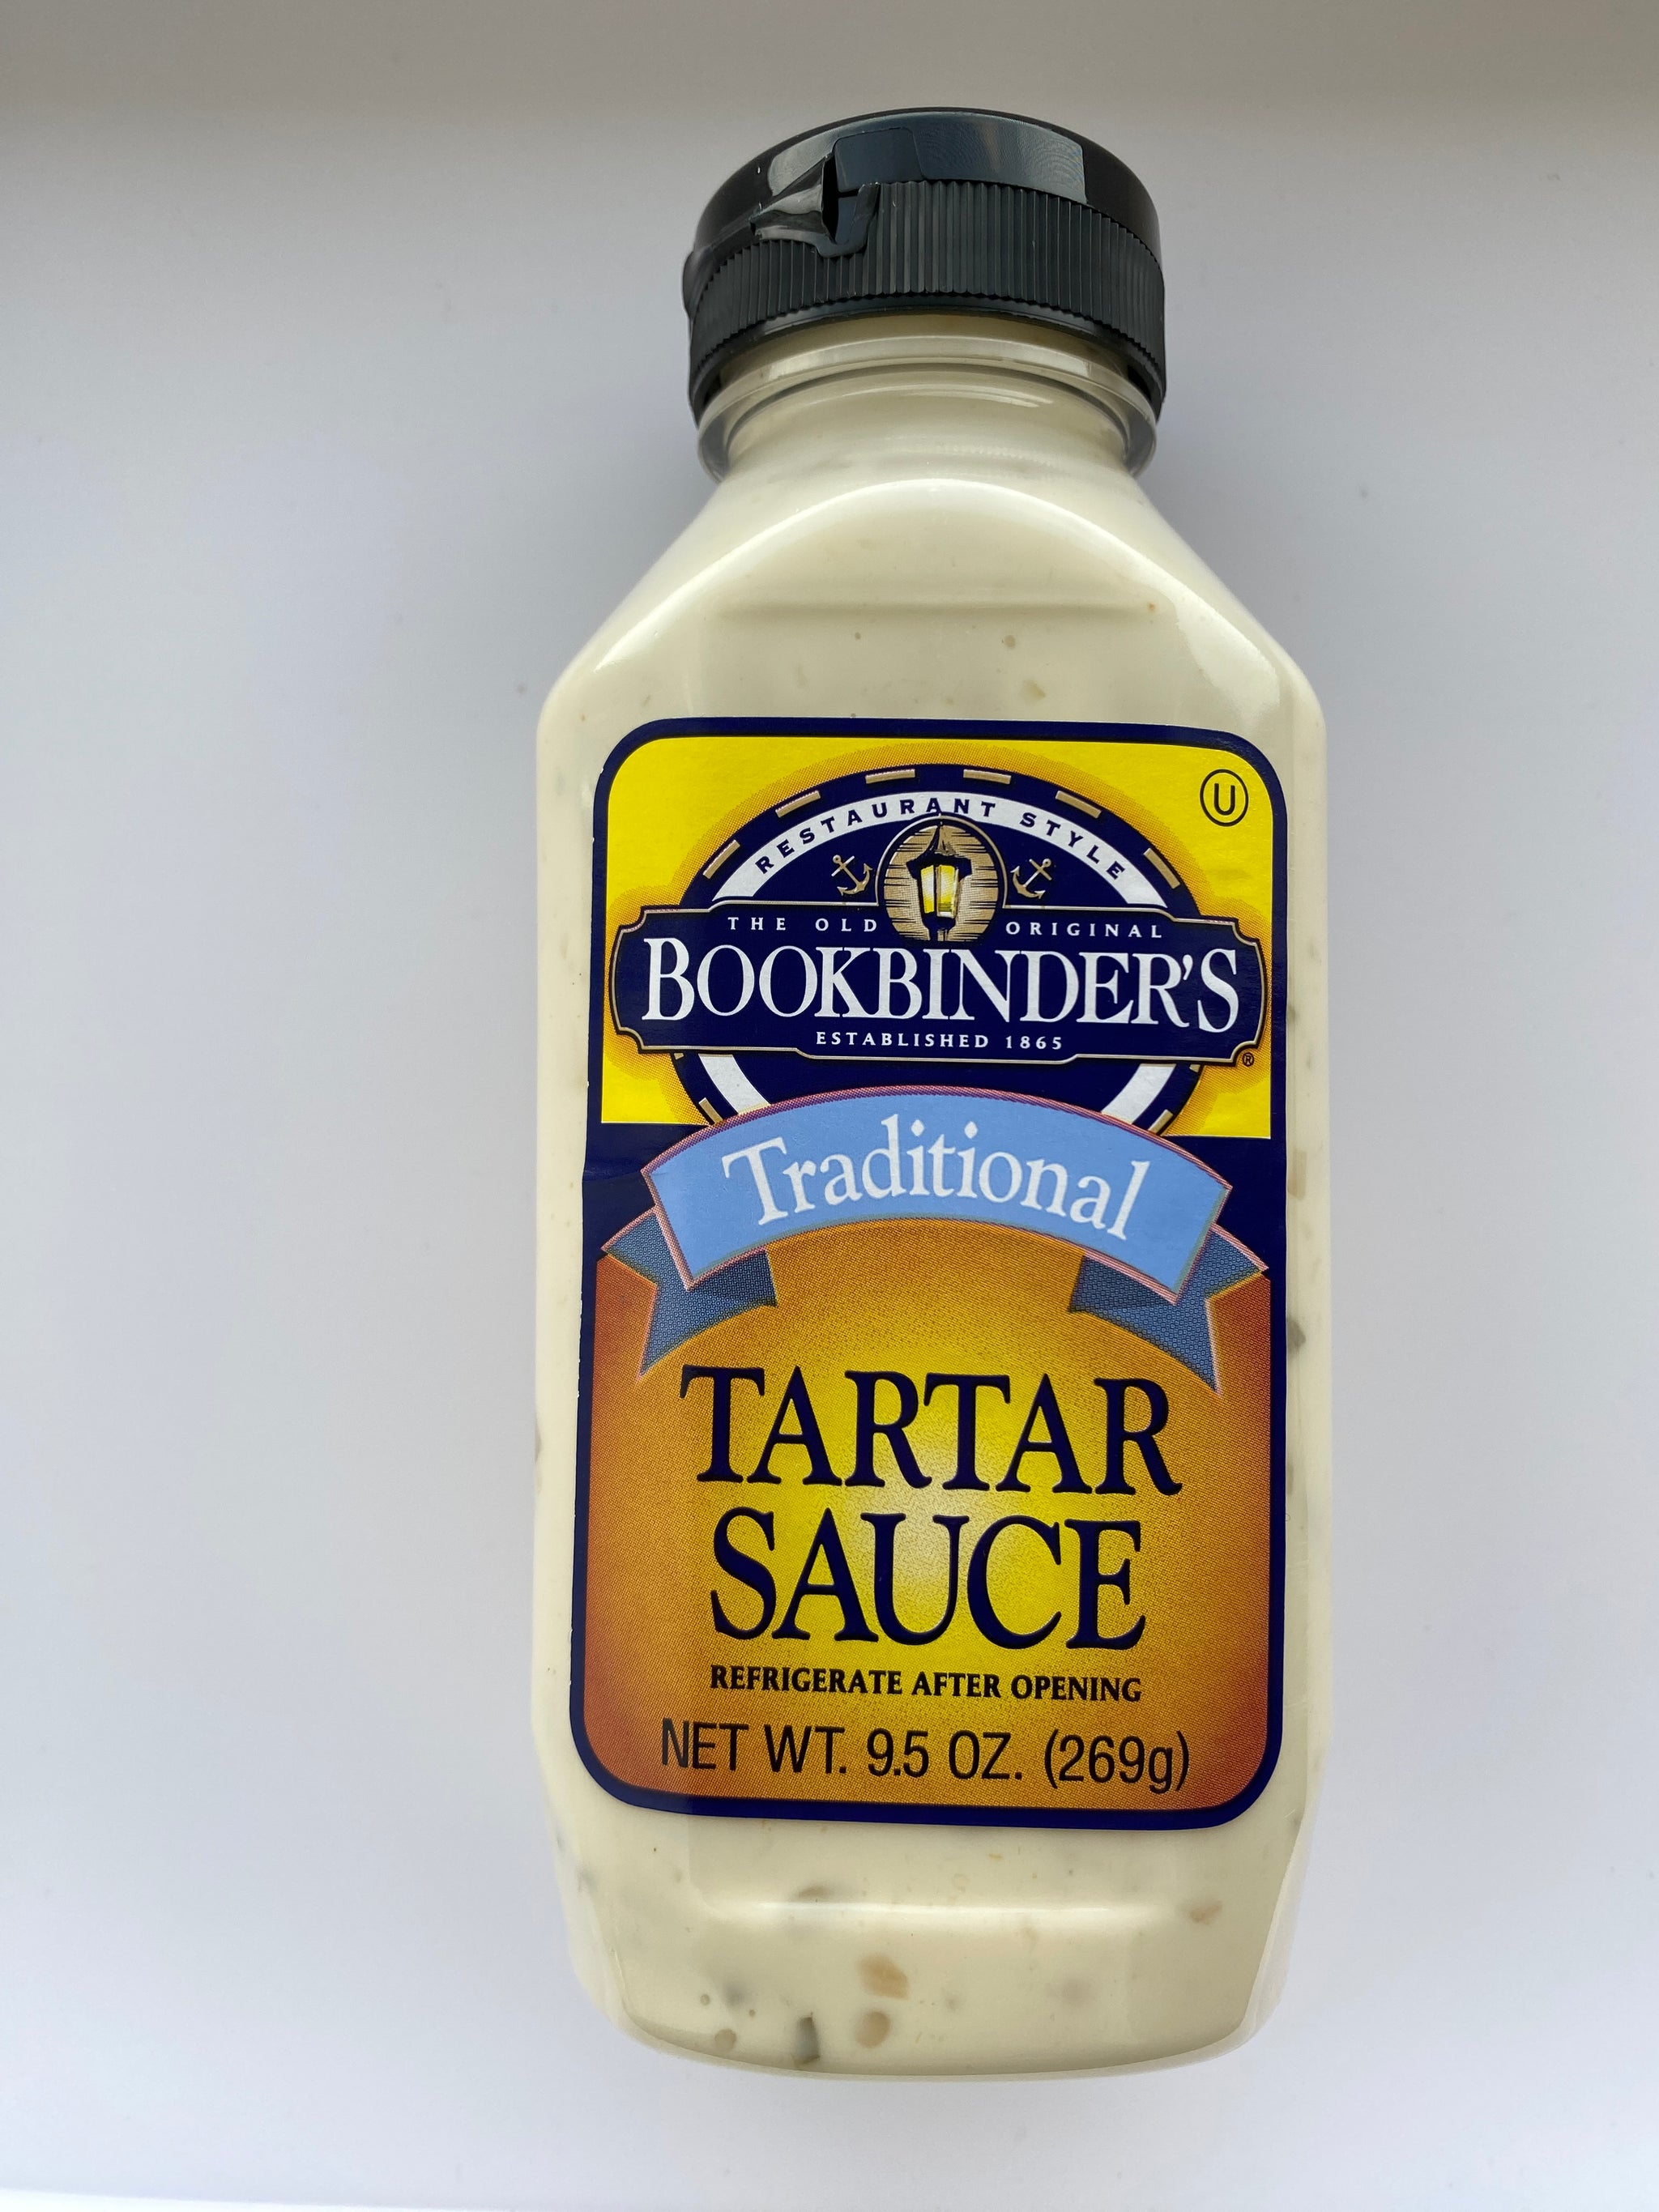 U
RESTAURANT STYLE
THE OLD ORIGINAL
BOOKBINDER'S
ESTABLISHED 1865
®
Traditional
TARTAR
SAUCE
REFRIGERATE AFTER OPENING
NET WT. 9.5 OZ. (269g)